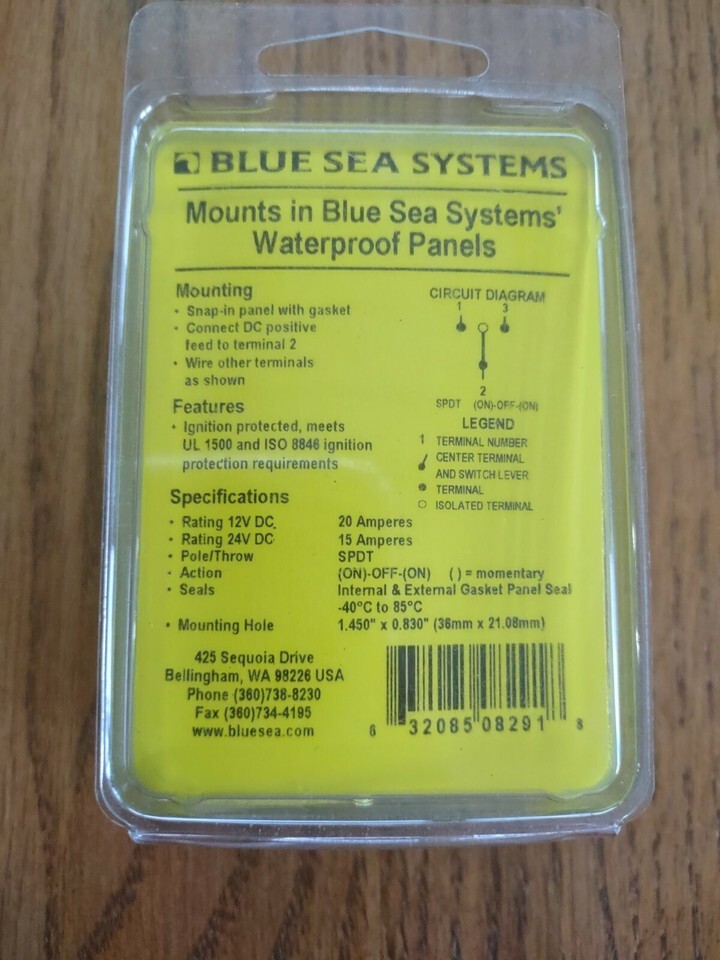 BLUE SEA SYSTEMS
Mounts in Blue Sea Systems'
Waterproof Panels
Mounting
• Snap-in panel with gasket
• Connect DC positive
feed to terminal 2
• Wire other terminals
as shown
Features
• Ignition protected, meets
UL 1500 and ISO 8846 ignition
protection requirements
CIRCUIT DIAGRAM
1 3
2
SPDT (ON)-OFF-(ON)
LEGEND
1 TERMINAL NUMBER
CENTER TERMINAL
AND SWITCH LEVER
TERMINAL
ISOLATED TERMINAL
Specifications
• Rating 12V DC 20 Amperes
• Rating 24V DC 15 Amperes
• Pole/Throw SPDT
• Action (ON)-OFF-(ON) ( ) = momentary
• Seals Internal & External Gasket Panel Seal
-40°C to 85°C
• Mounting Hole 1.450" x 0.830" (36mm x 21.08mm)
425 Sequoia Drive
Bellingham, WA 98226 USA
Phone (360)738-8230
Fax (360)734-4195
www.bluesea.com
6 32085 08291 8